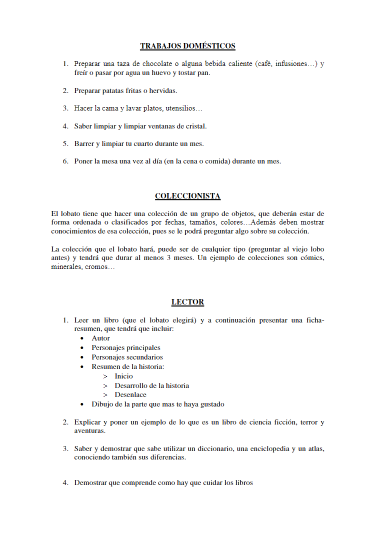 TRABAJOS DOMÉSTICOS
1. Preparar una taza de chocolate o alguna bebida caliente (café, infusiones…) y
freír o pasar por agua un huevo y tostar pan.
2. Preparar patatas fritas o hervidas.
3. Hacer la cama y lavar platos, utensilios…
4. Saber limpiar y limpiar ventanas de cristal.
5. Barrer y limpiar tu cuarto durante un mes.
6. Poner la mesa una vez al día (en la cena o comida) durante un mes.
COLECCIONISTA
El lobato tiene que hacer una colección de un grupo de objetos, que deberán estar de
forma ordenada o clasificados por fechas, tamaños, colores…Además deben mostrar
conocimientos de esa colección, pues se le podrá preguntar algo sobre su colección.
La colección que el lobato hará, puede ser de cualquier tipo (preguntar al viejo lobo
antes) y tendrá que durar al menos 3 meses. Un ejemplo de colecciones son cómics,
minerales, cromos…
LECTOR
1. Leer un libro (que el lobato elegirá) y a continuación presentar una ficha-
resumen, que tendrá que incluir:
• Autor
• Personajes principales
• Personajes secundarios
• Resumen de la historia:
> Inicio
> Desarrollo de la historia
> Desenlace
• Dibujo de la parte que mas te haya gustado
2. Explicar y poner un ejemplo de lo que es un libro de ciencia ficción, terror y
aventuras.
3. Saber y demostrar que sabe utilizar un diccionario, una enciclopedia y un atlas,
conociendo también sus diferencias.
4. Demostrar que comprende como hay que cuidar los libros